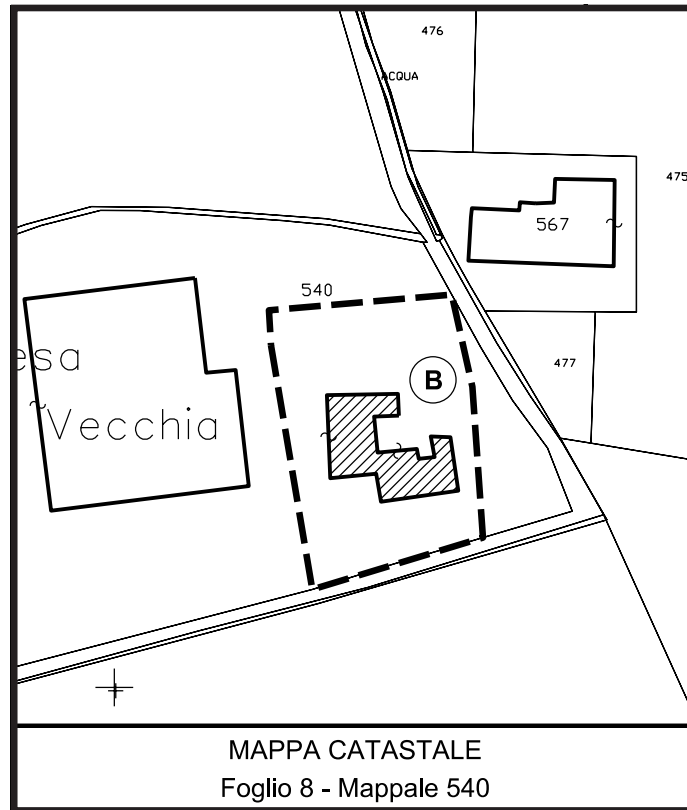 476
ACQUA
475
567
540
477
esa
B
Vecchia
MAPPA CATASTALE
Foglio 8 - Mappale 540